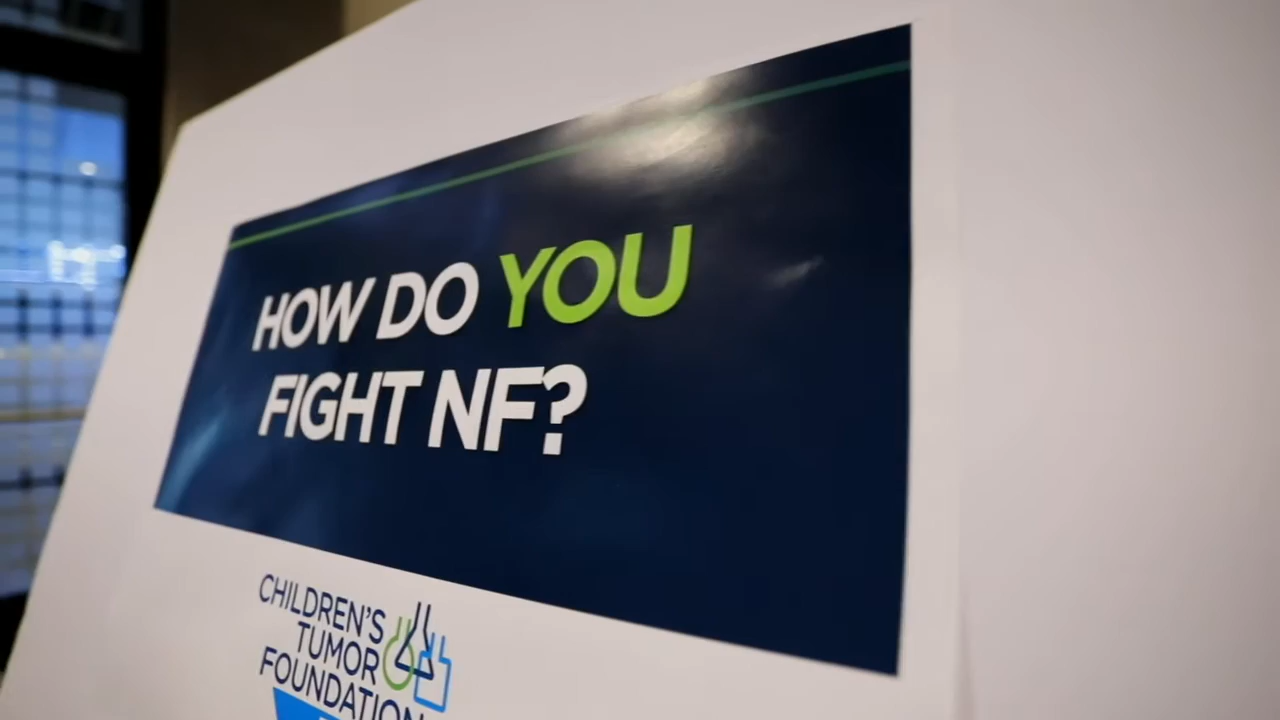 HOW DO YOU
FIGHT NF?
CHILDREN'S
TUMOR
FOUNDATION